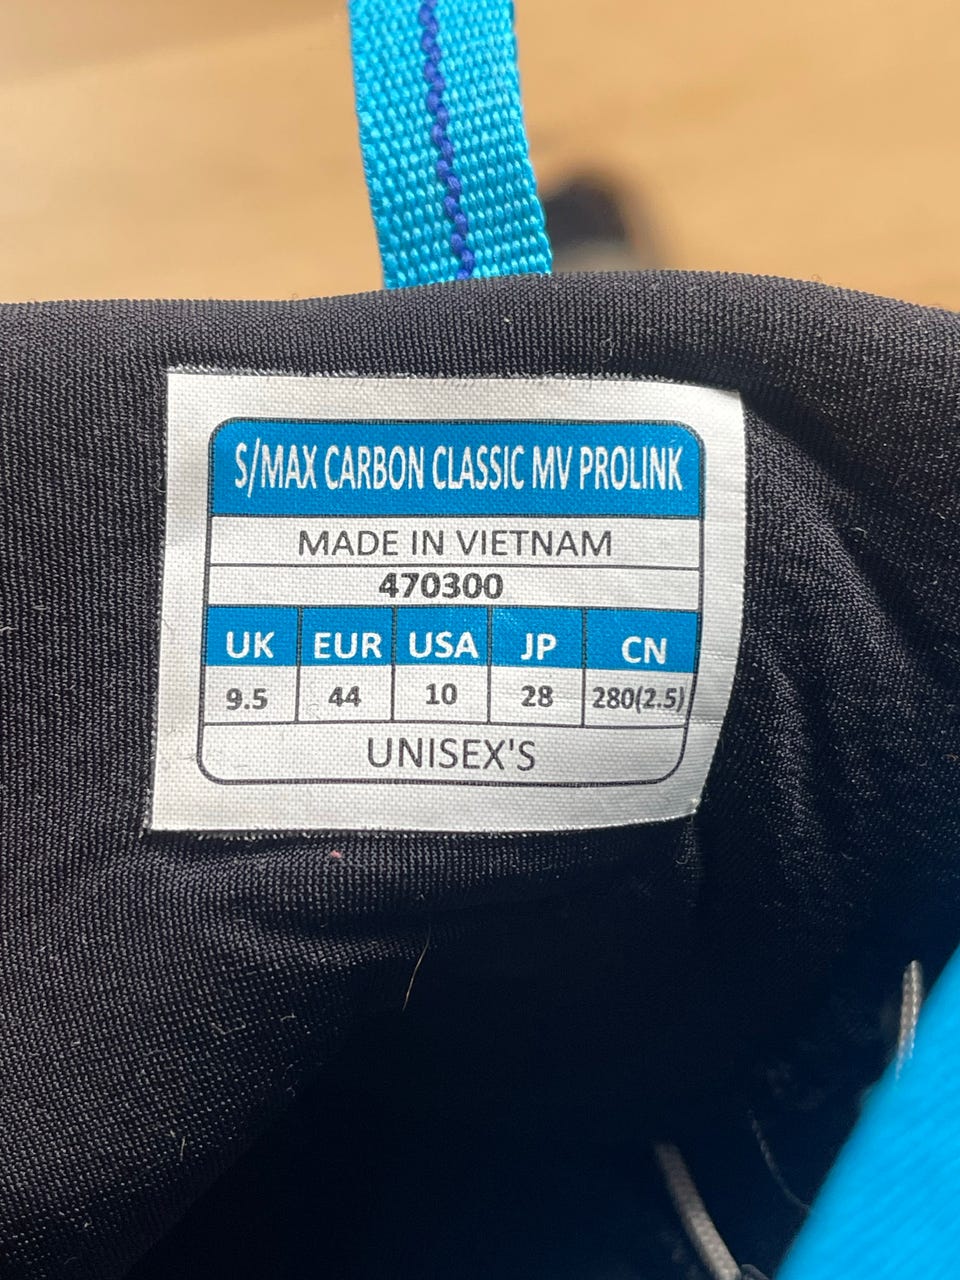 S/MAX CARBON CLASSIC MV PROLINK
MADE IN VIETNAM
470300
UK EUR USA JP CN
9.5 44 10 28 280(2.5)
UNISEX'S